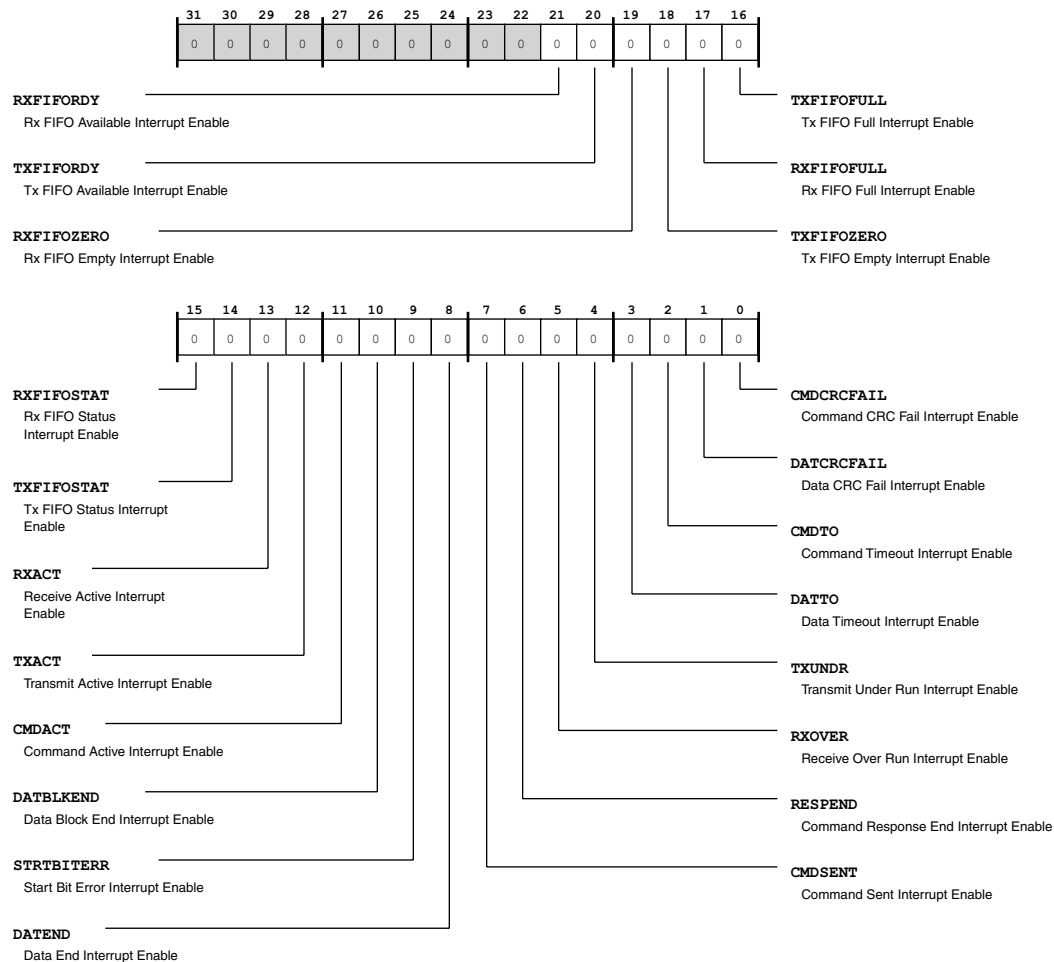 31 30 29 28 27 26 25 24 23 22 21 20 19 18 17 16
0 0 0 0 0 0 0 0 0 0 0 0 0 0 0 0
RXFIFORDY
Rx FIFO Available Interrupt Enable
TXFIFORDY
Tx FIFO Available Interrupt Enable
RXFIFOZERO
Rx FIFO Empty Interrupt Enable
TXFIFOFULL
Tx FIFO Full Interrupt Enable
RXFIFOFULL
Rx FIFO Full Interrupt Enable
TXFIFOZERO
Tx FIFO Empty Interrupt Enable
15 14 13 12 11 10 9 8 7 6 5 4 3 2 1 0
0 0 0 0 0 0 0 0 0 0 0 0 0 0 0 0
RXFIFOSTAT
Rx FIFO Status
Interrupt Enable
TXFIFOSTAT
Tx FIFO Status Interrupt
Enable
RXACT
Receive Active Interrupt
Enable
TXACT
Transmit Active Interrupt Enable
CMDACT
Command Active Interrupt Enable
DATBLKEND
Data Block End Interrupt Enable
STRTBITERR
Start Bit Error Interrupt Enable
DATEND
Data End Interrupt Enable
CMDCRCFAIL
Command CRC Fail Interrupt Enable
DATCRCFAIL
Data CRC Fail Interrupt Enable
CMDTO
Command Timeout Interrupt Enable
DATTO
Data Timeout Interrupt Enable
TXUNDR
Transmit Under Run Interrupt Enable
RXOVER
Receive Over Run Interrupt Enable
RESPEND
Command Response End Interrupt Enable
CMDSENT
Command Sent Interrupt Enable